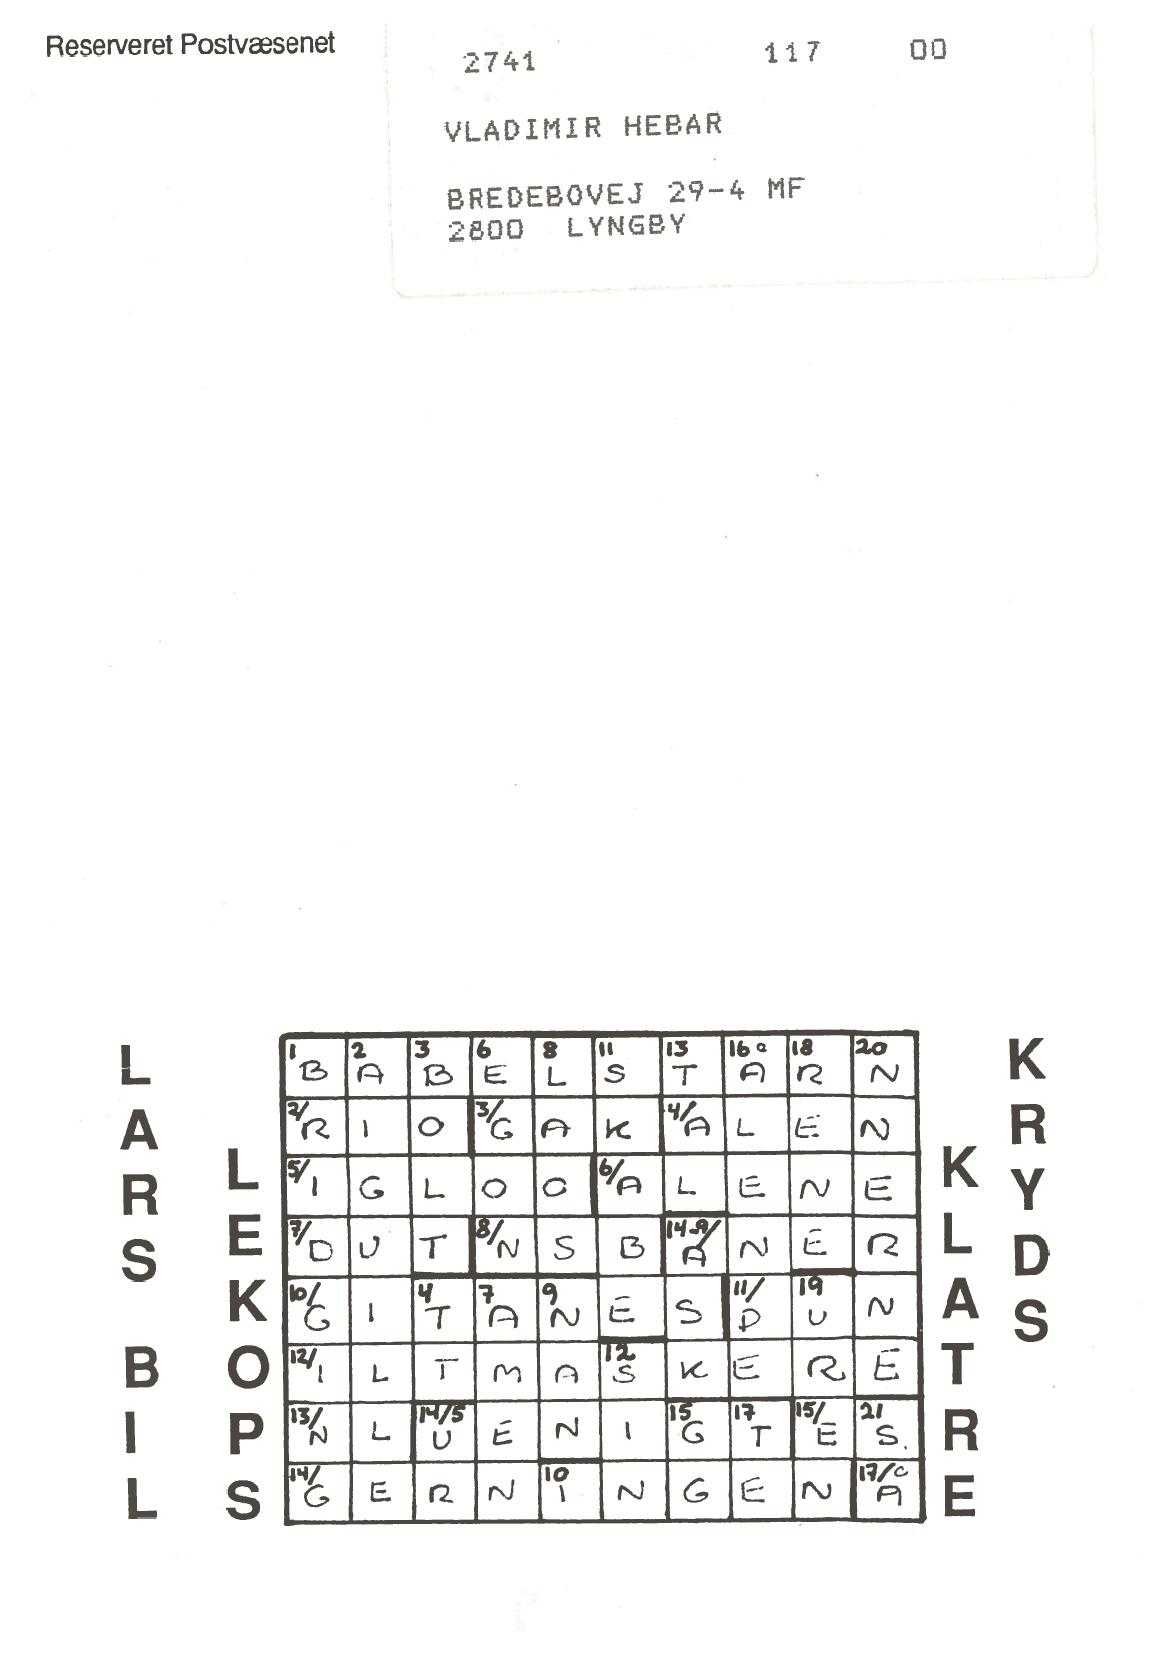 Reserveret Postvæsenet
2741 117 00
VLADIMIR HEBAR
BREDEBOVEJ 29-4 MF
2800 LYNGBY
LARS BIL
LEKOPS
1 B 2 A 3 B 6 E 8 L 11 S 13 T 16c A 18 R 20 N
2/ R I O 3/ G A K 4/ A L E N
5/ I G L O O 6/ A L E N E
7/ D U T 8/ N S B 14-9/ A N E R
10/ G I 4 T 7 A 9 N E S 11/ D 19 U N
12/ I L T M A 12 S K E R E
13/ N L 14/5 U E N I 15 G 17 T 15/ E 21 S.
14/ G E R N 10 I N G E N 17/c A
KLATRE
KRYDS